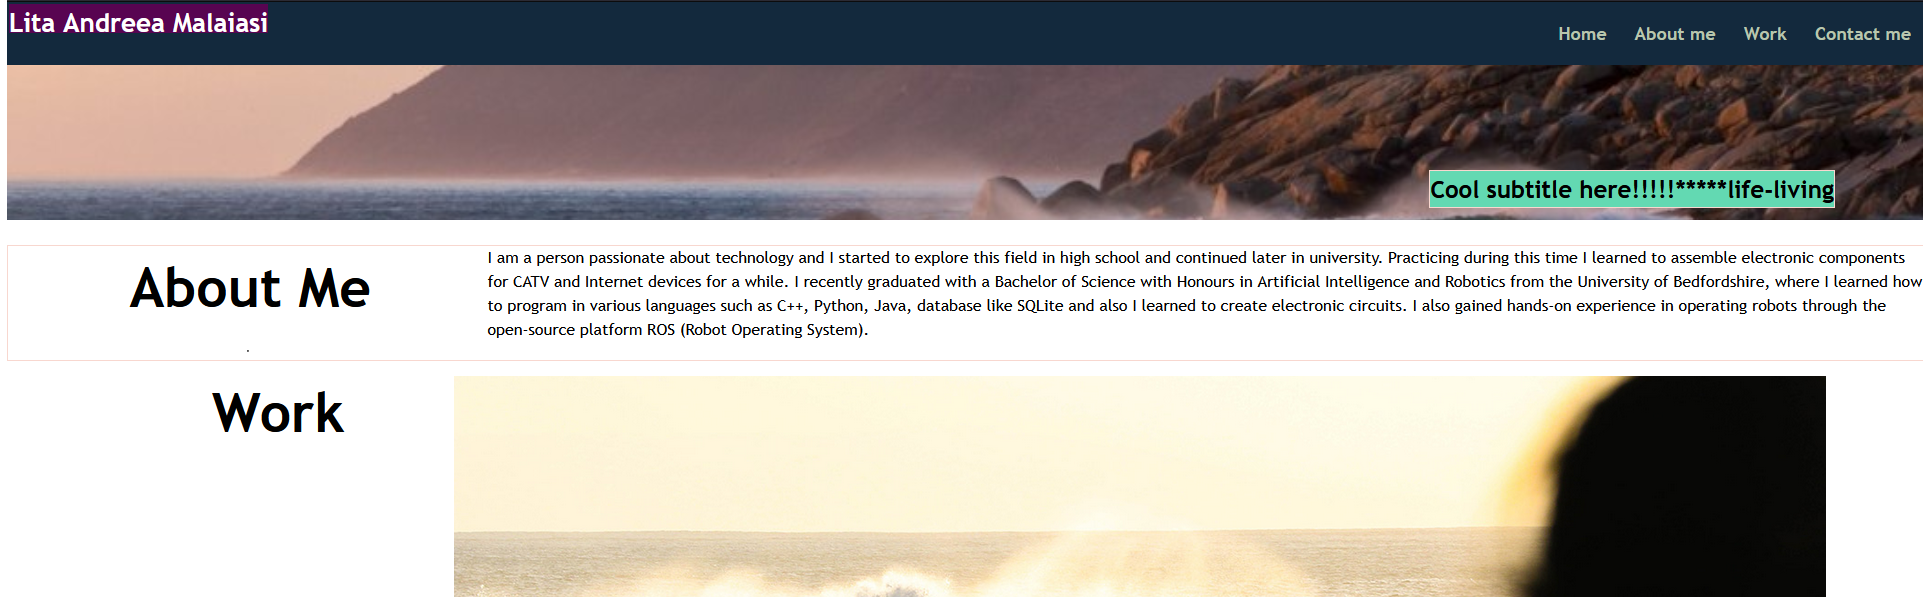 Lita Andreea Malaiasi
Home About me Work Contact me
Cool subtitle here!!!!!*****life-living
About Me
I am a person passionate about technology and I started to explore this field in high school and continued later in university. Practicing during this time I learned to assemble electronic components
for CATV and Internet devices for a while. I recently graduated with a Bachelor of Science with Honours in Artificial Intelligence and Robotics from the University of Bedfordshire, where I learned how
to program in various languages such as C++, Python, Java, database like SQLite and also I learned to create electronic circuits. I also gained hands-on experience in operating robots through the
open-source platform ROS (Robot Operating System).
.
Work